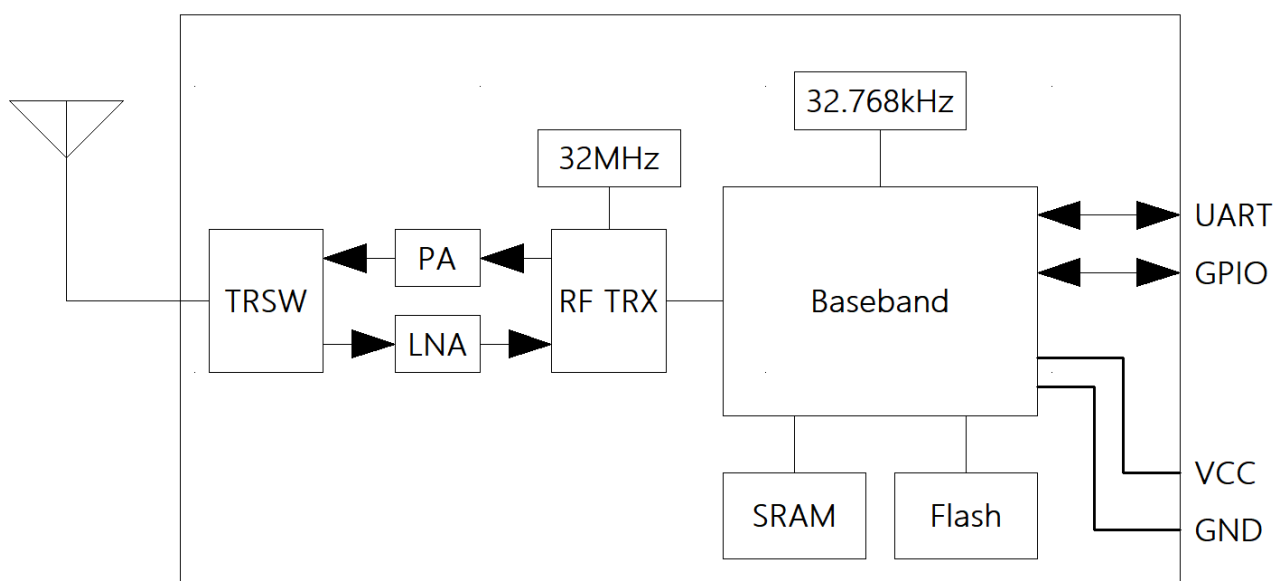 32.768kHz
32MHz
UART
PA
GPIO
TRSW
RF TRX
Baseband
LNA
VCC
SRAM
Flash
GND